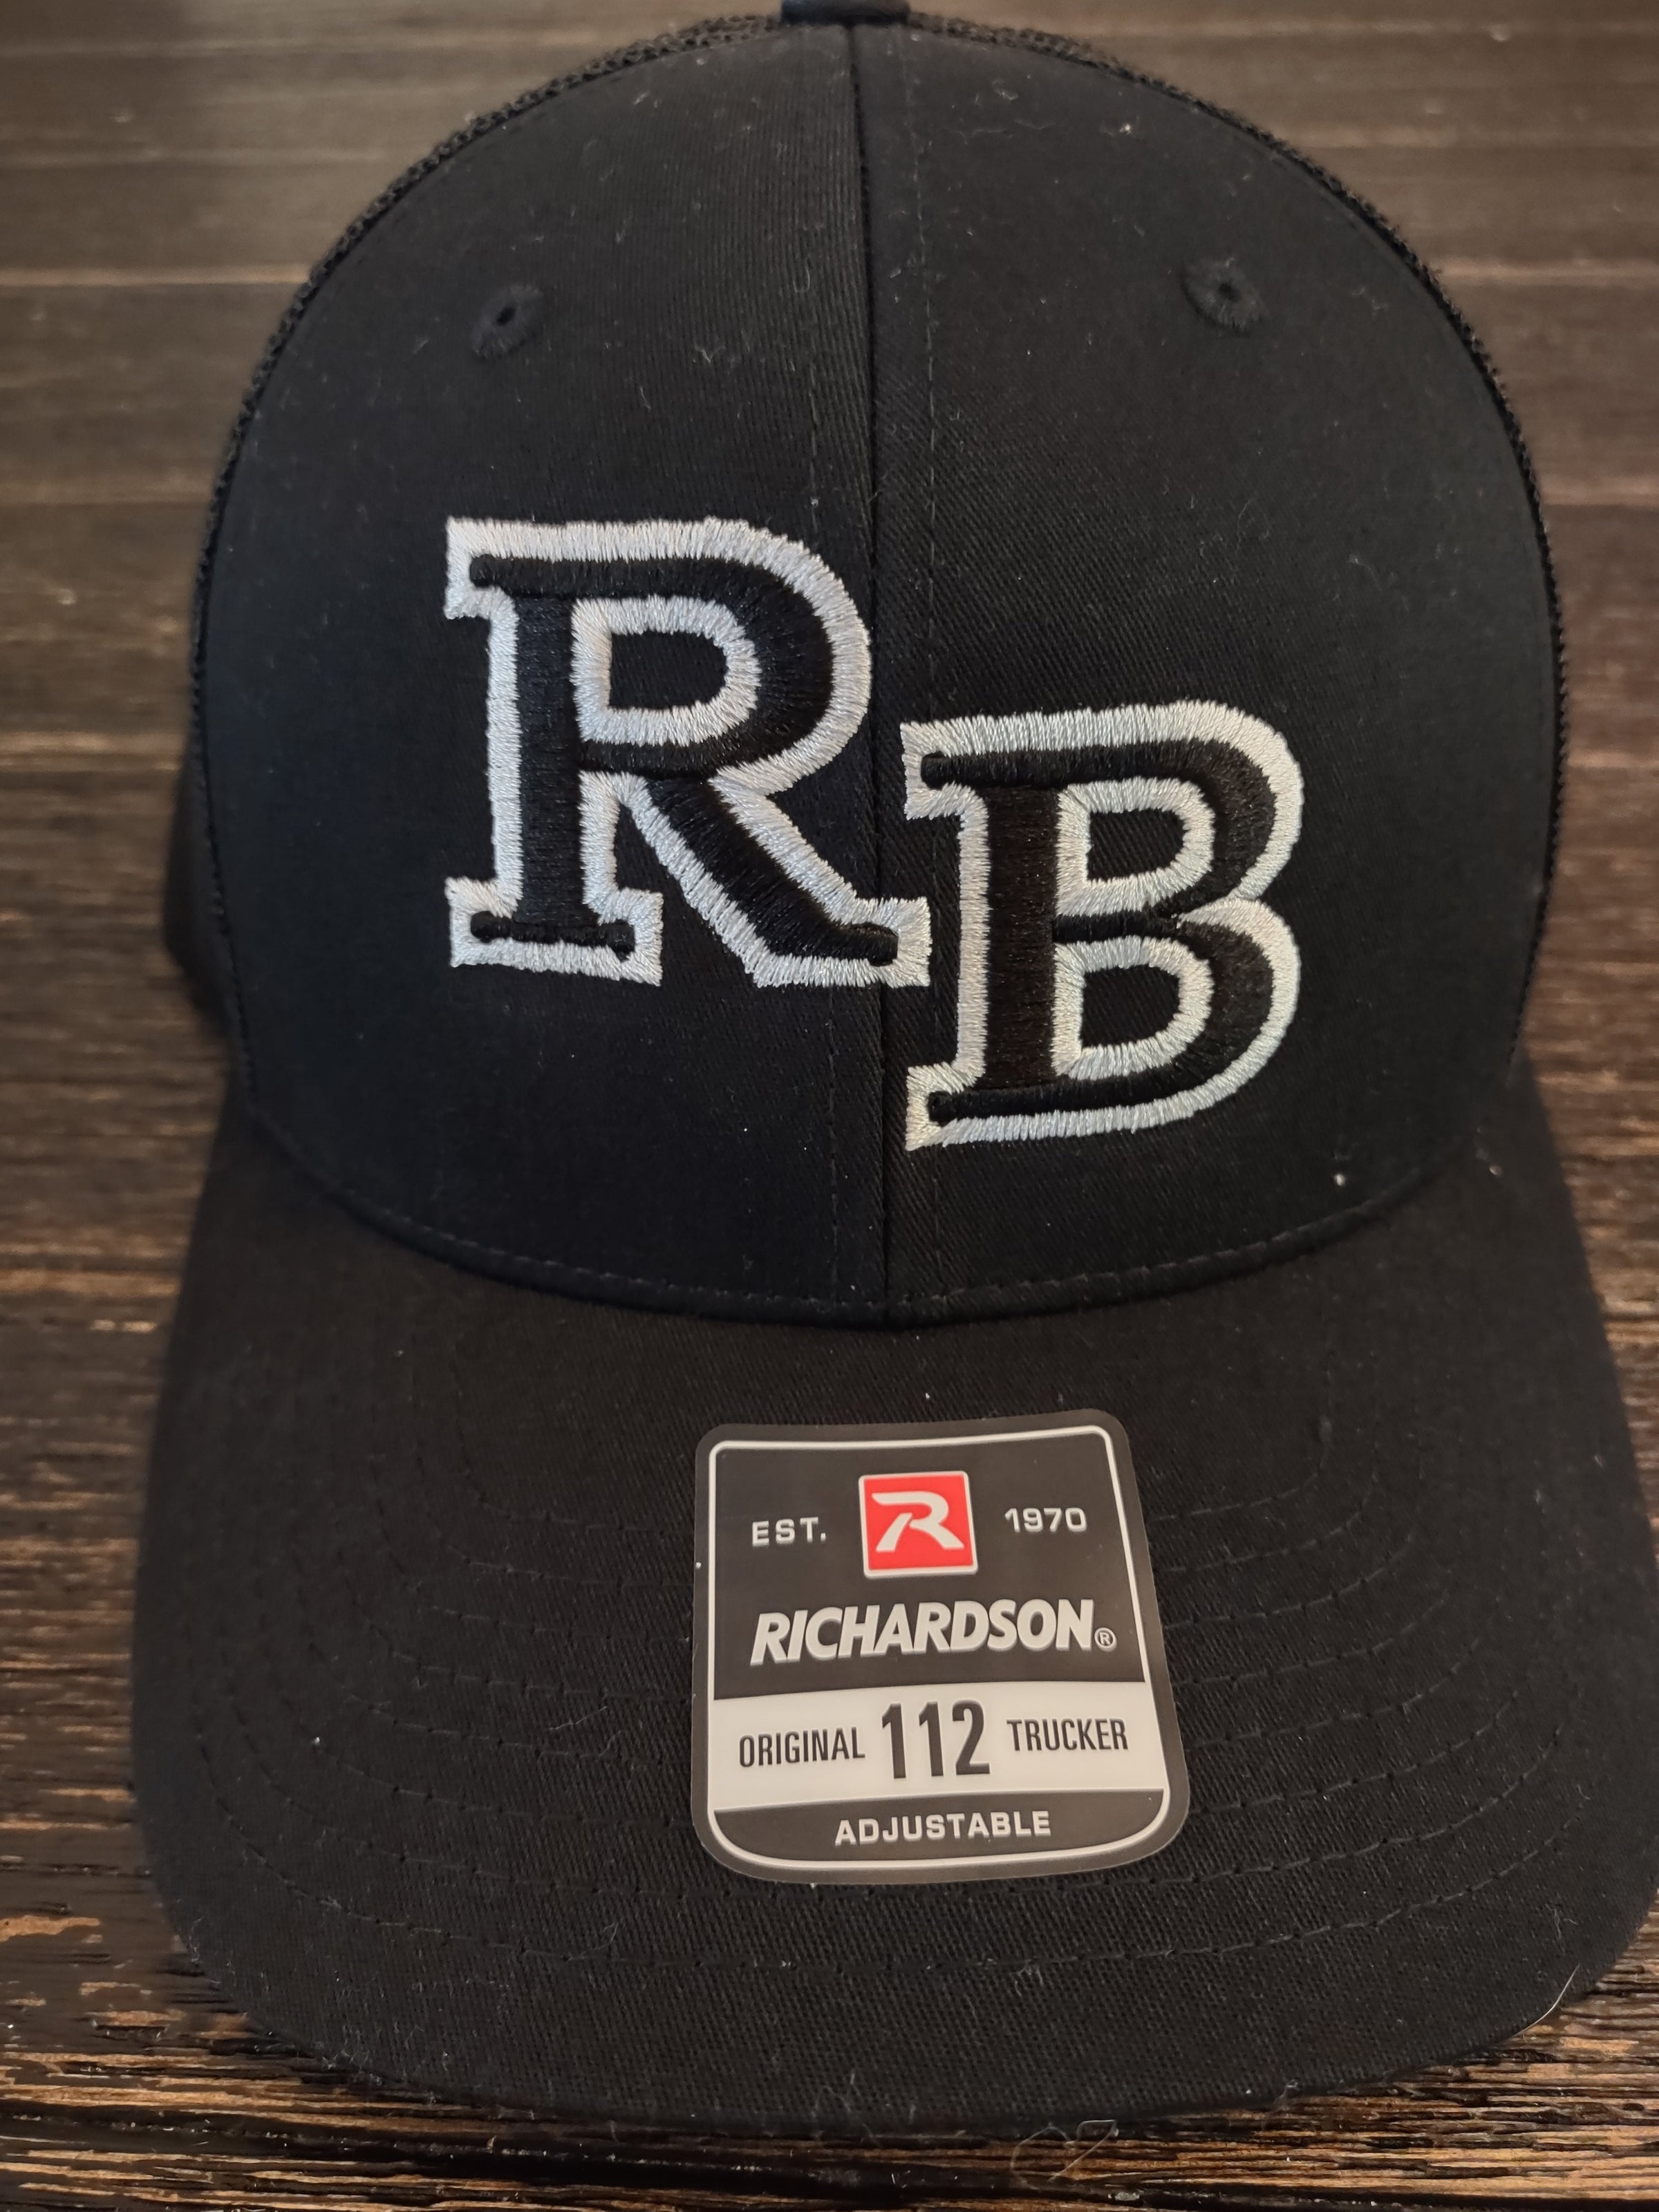 RB
EST. R 1970
RICHARDSON®
ORIGINAL 112 TRUCKER
ADJUSTABLE